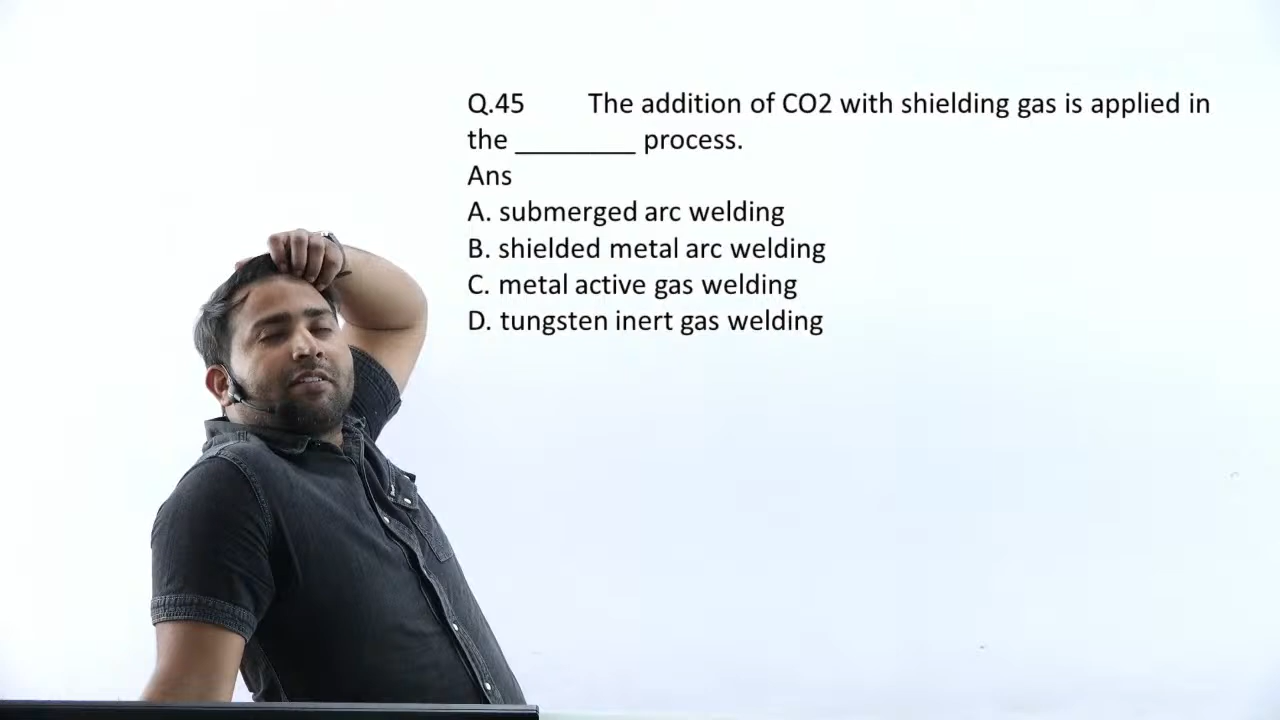 Q.45 The addition of CO2 with shielding gas is applied in
the ________ process.
Ans
A. submerged arc welding
B. shielded metal arc welding
C. metal active gas welding
D. tungsten inert gas welding